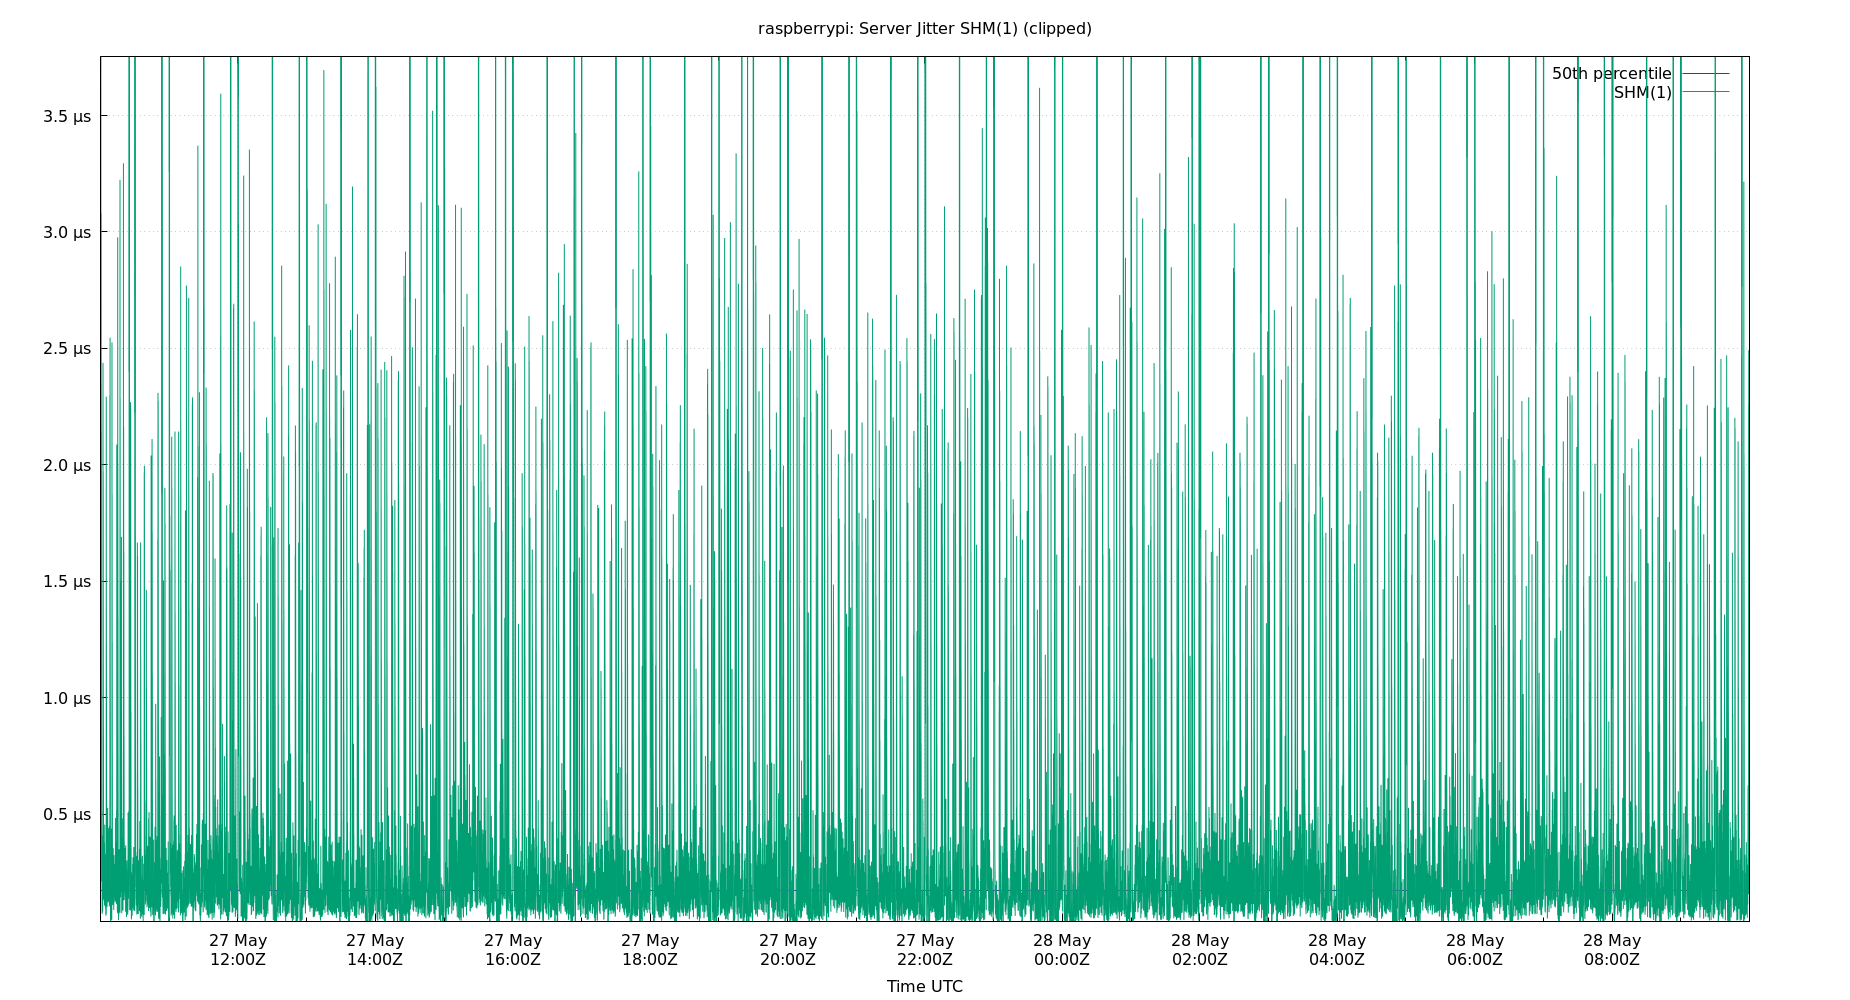 raspberrypi: Server Jitter SHM(1) (clipped)
50th percentile
SHM(1)
3.5 µs
3.0 µs
2.5 µs
2.0 µs
1.5 µs
1.0 µs
0.5 µs
27 May 27 May 27 May 27 May 27 May 27 May 28 May 28 May 28 May 28 May 28 May
12:00Z 14:00Z 16:00Z 18:00Z 20:00Z 22:00Z 00:00Z 02:00Z 04:00Z 06:00Z 08:00Z
Time UTC